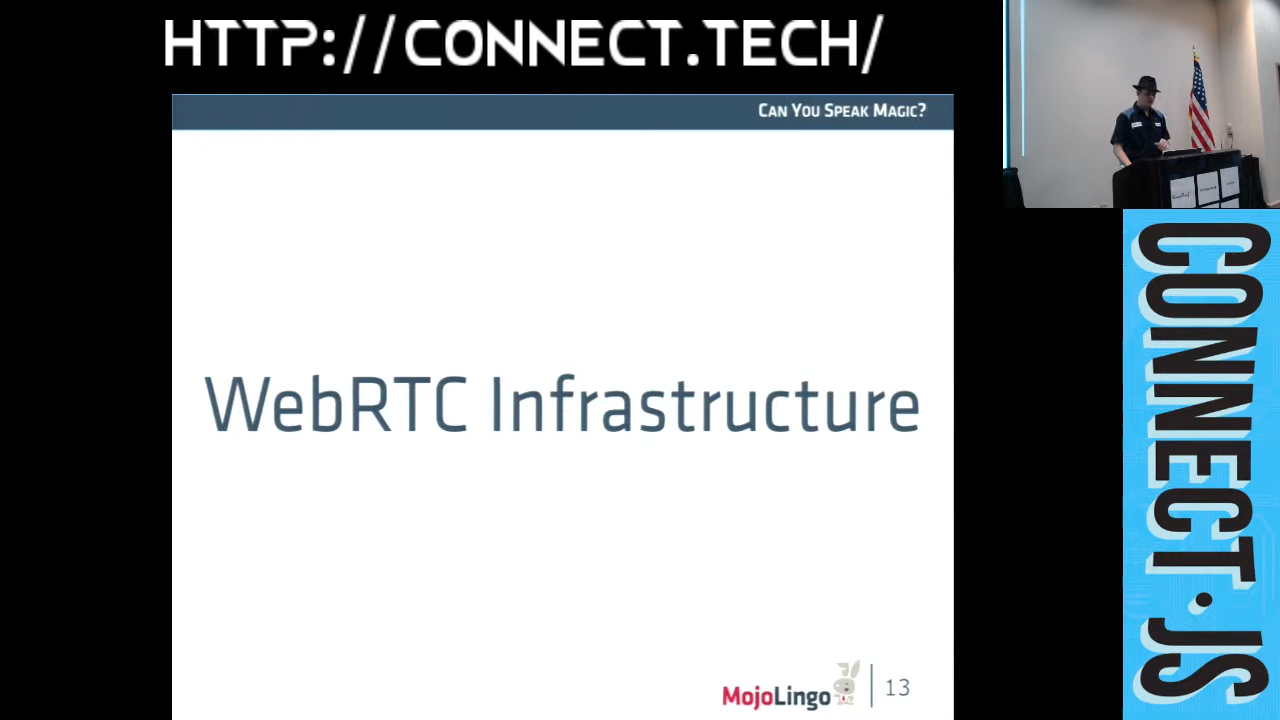 HTTP://CONNECT.TECH/
CAN YOU SPEAK MAGIC?
WebRTC Infrastructure
MojoLingo
13
CONNECT.JS